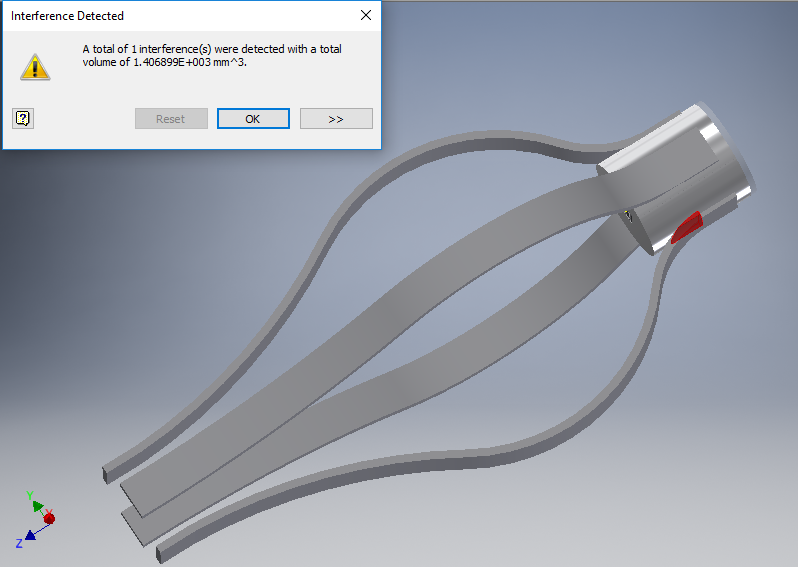 Interference Detected
A total of 1 interference(s) were detected with a total
volume of 1.406899E+003 mm^3.
?
Reset
OK
>>
Y
X
Z